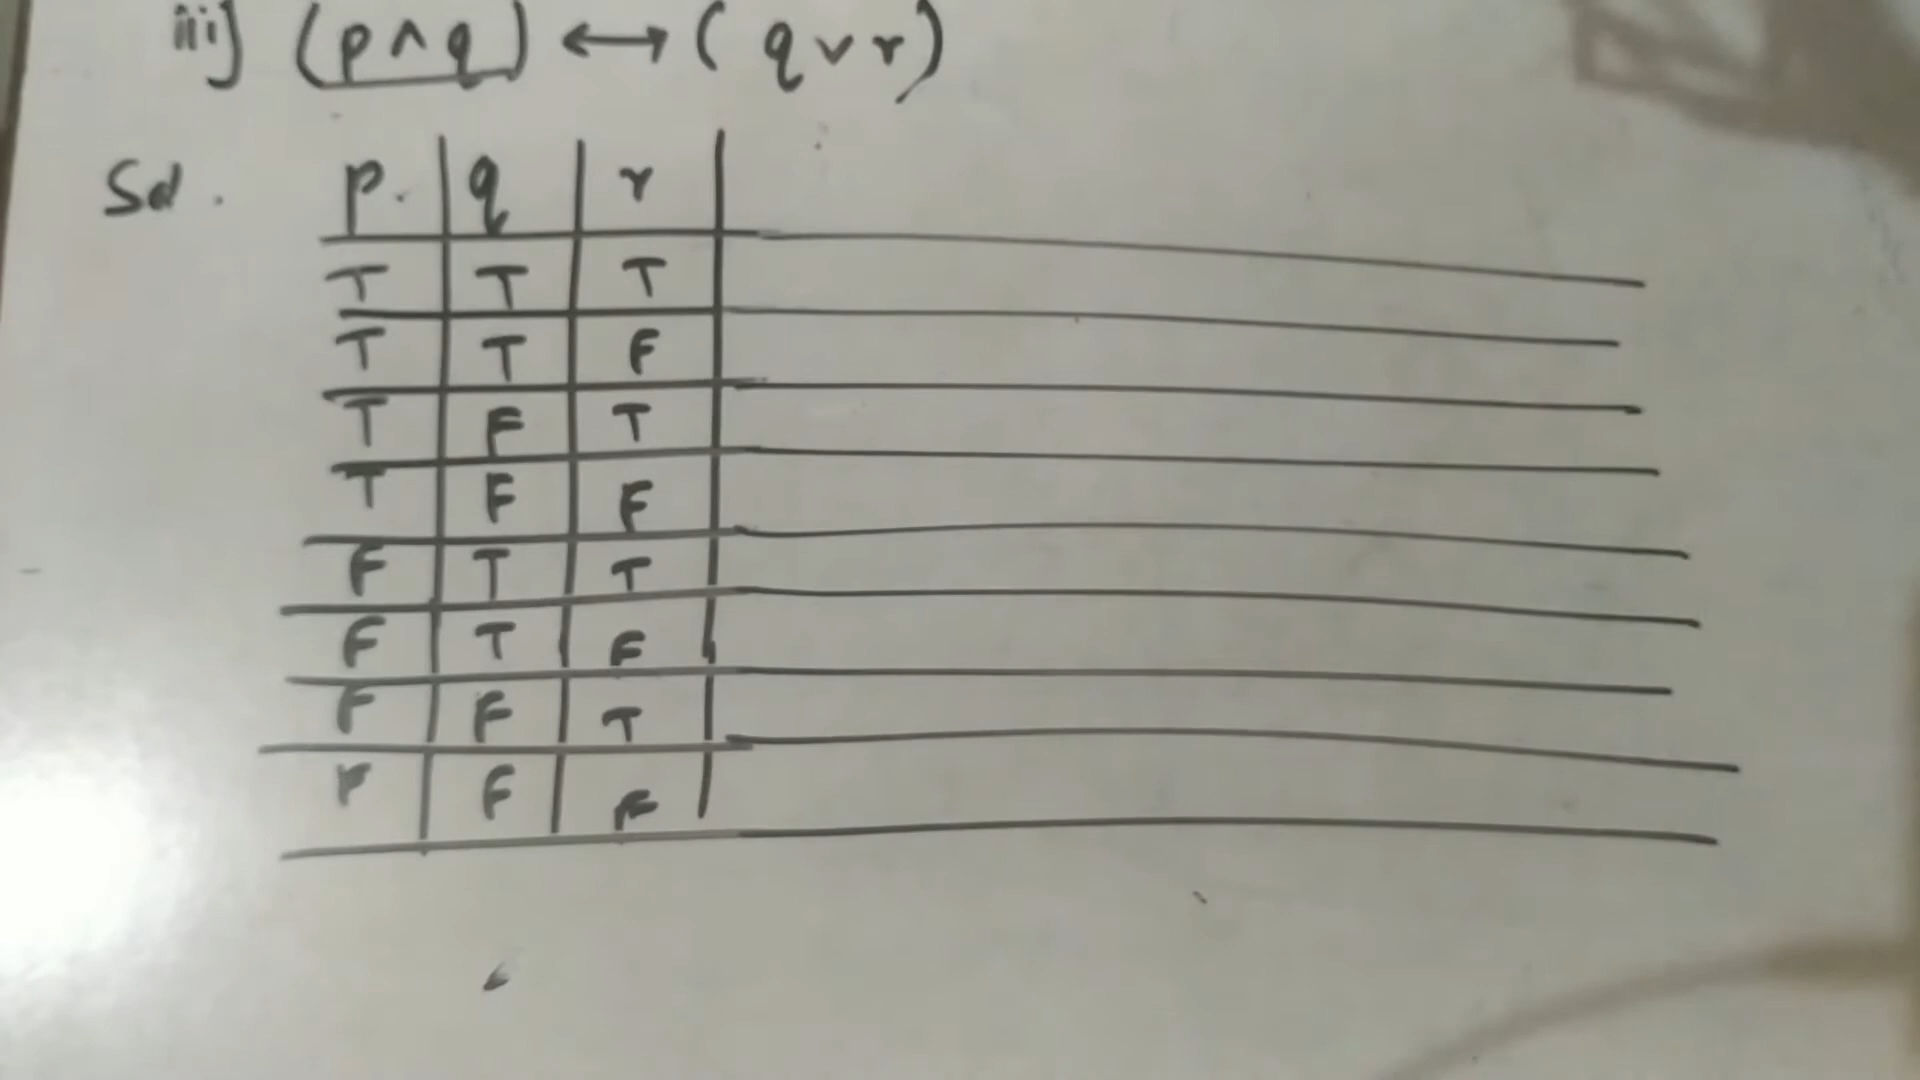 iii] (p∧q) ↔ (q∨r)
Sol. p. q r
T T T
T T F
T F T
T F F
F T T
F T F
F F T
F F F